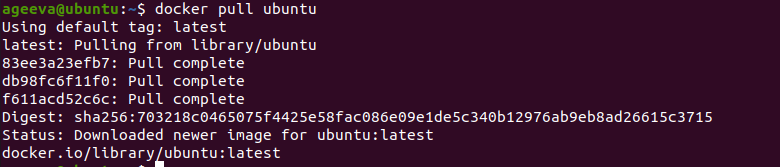 ageeva@ubuntu:~$ docker pull ubuntu
Using default tag: latest
latest: Pulling from library/ubuntu
83ee3a23efb7: Pull complete
db98fc6f11f0: Pull complete
f611acd52c6c: Pull complete
Digest: sha256:703218c0465075f4425e58fac086e09e1de5c340b12976ab9eb8ad26615c3715
Status: Downloaded newer image for ubuntu:latest
docker.io/library/ubuntu:latest